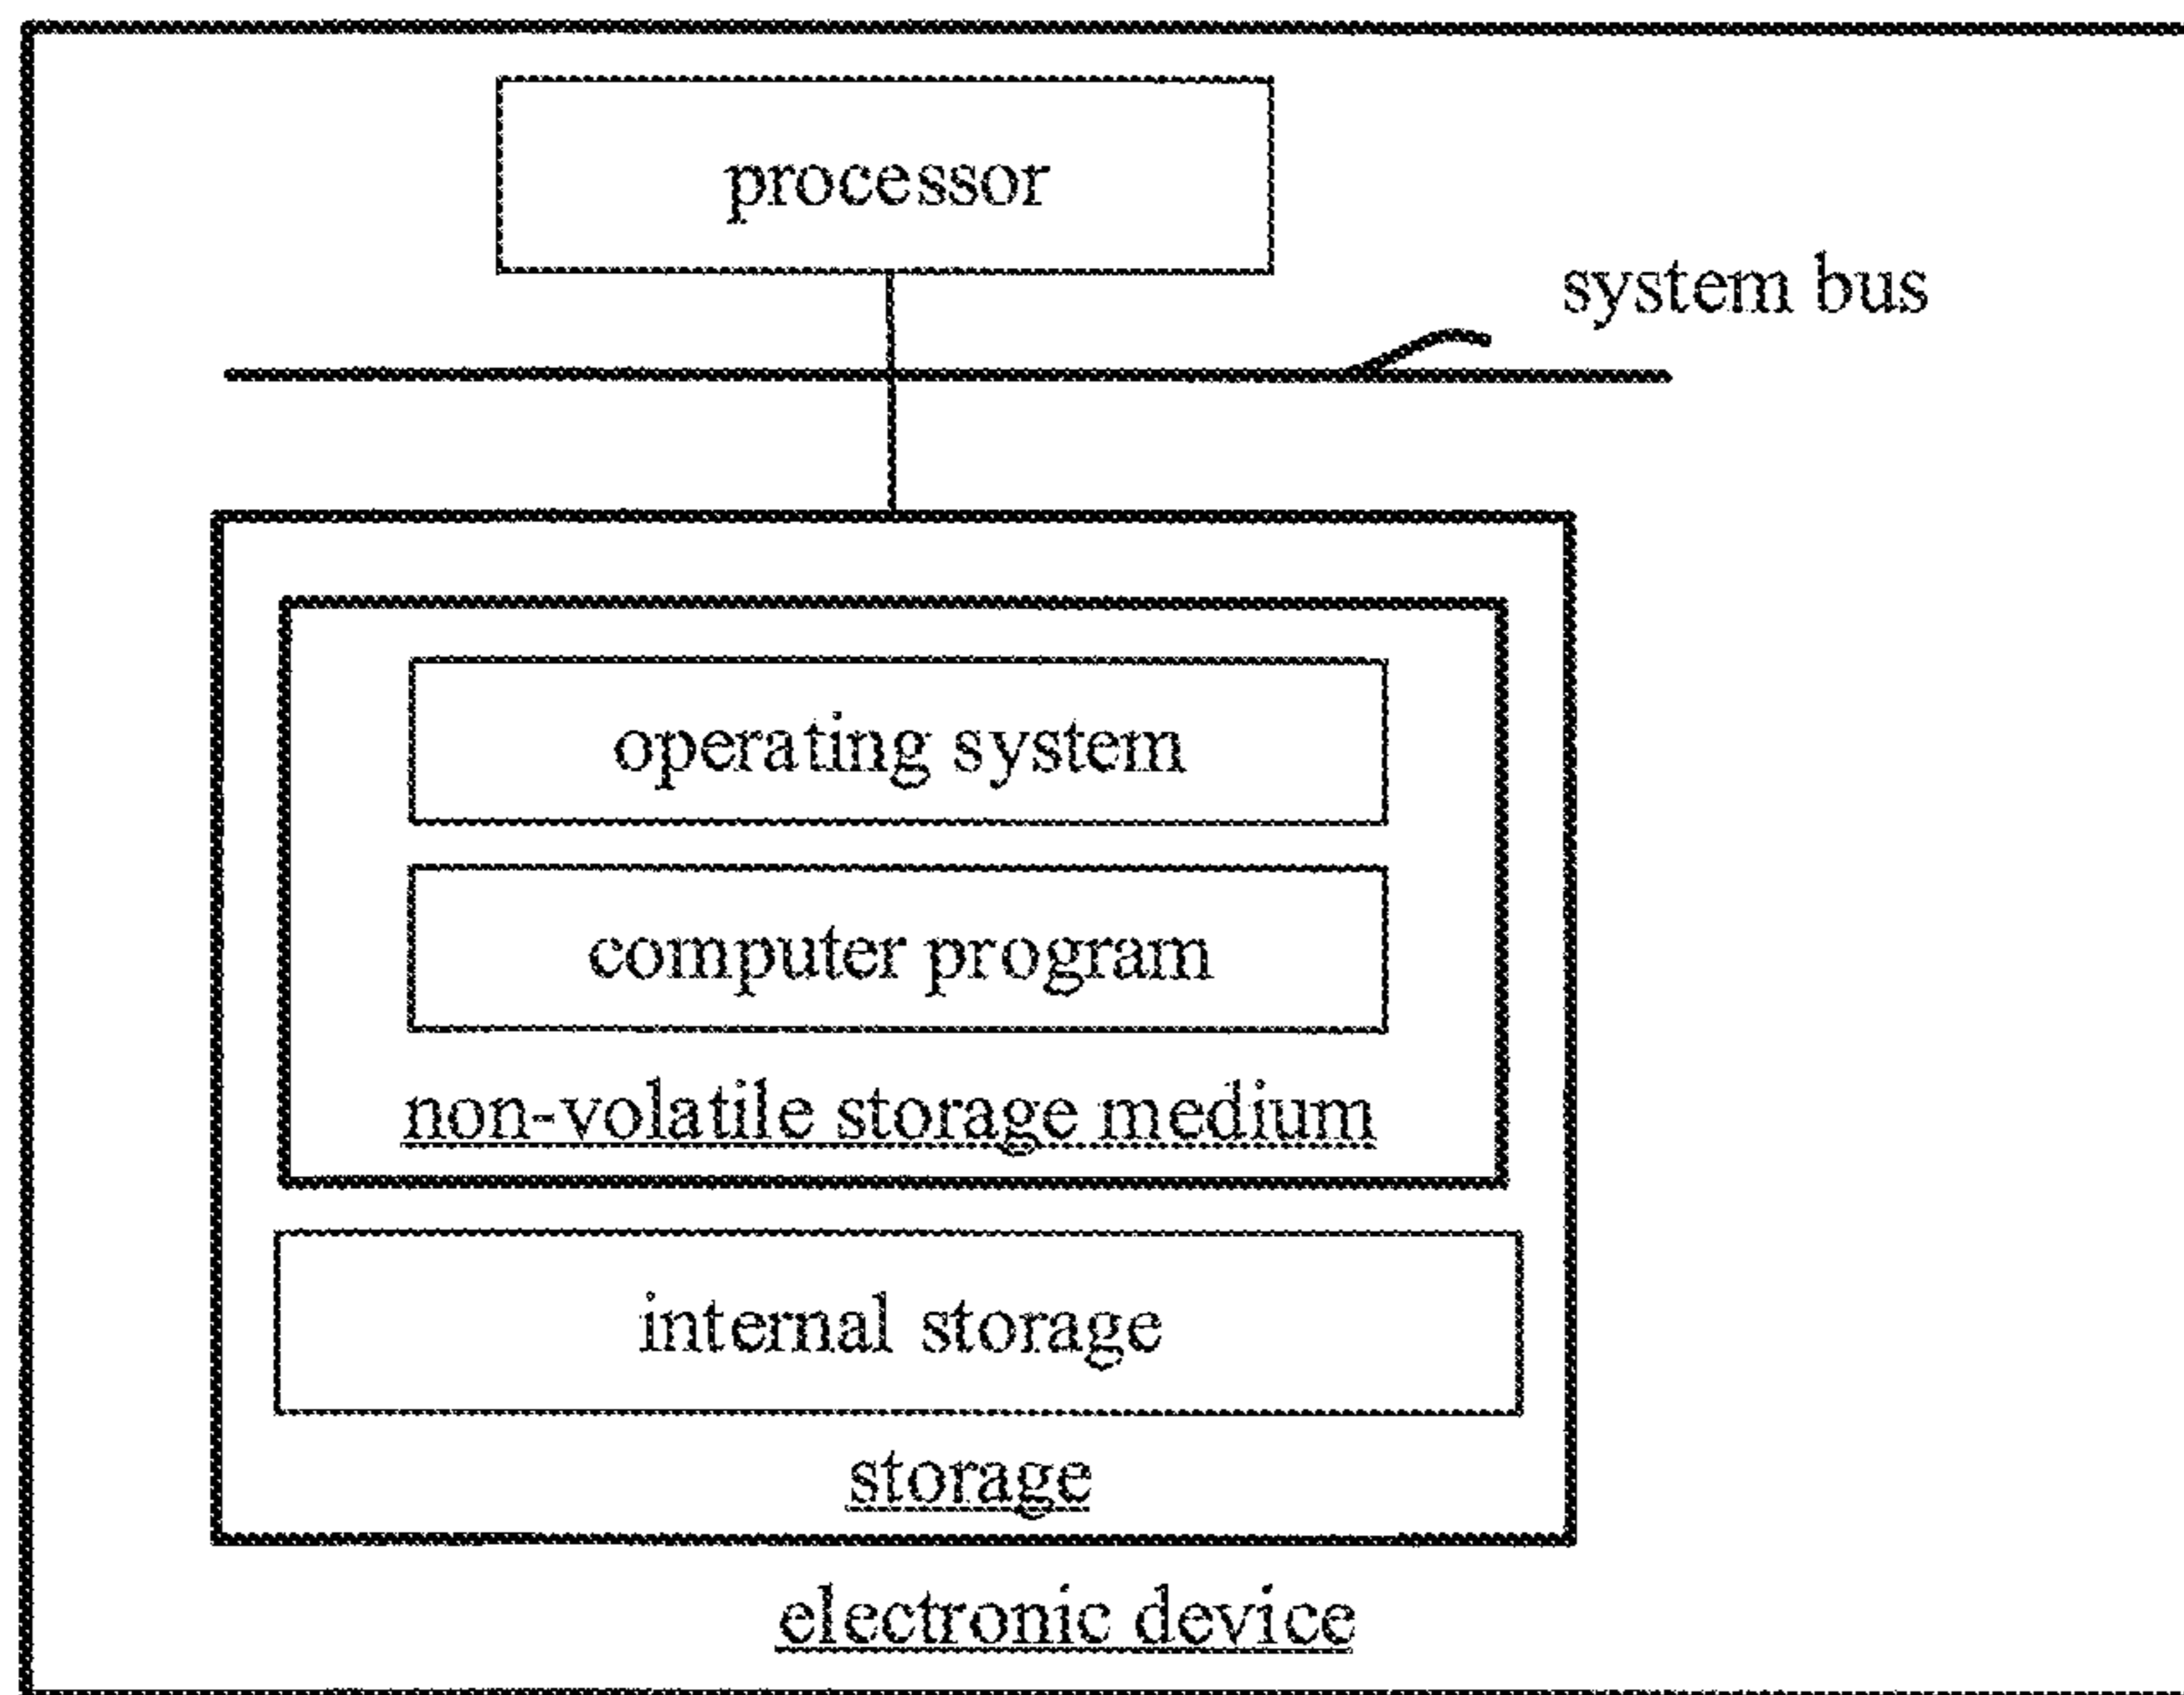 processor
system bus
operating system
computer program
non-volatile storage medium
internal storage
storage
electronic device